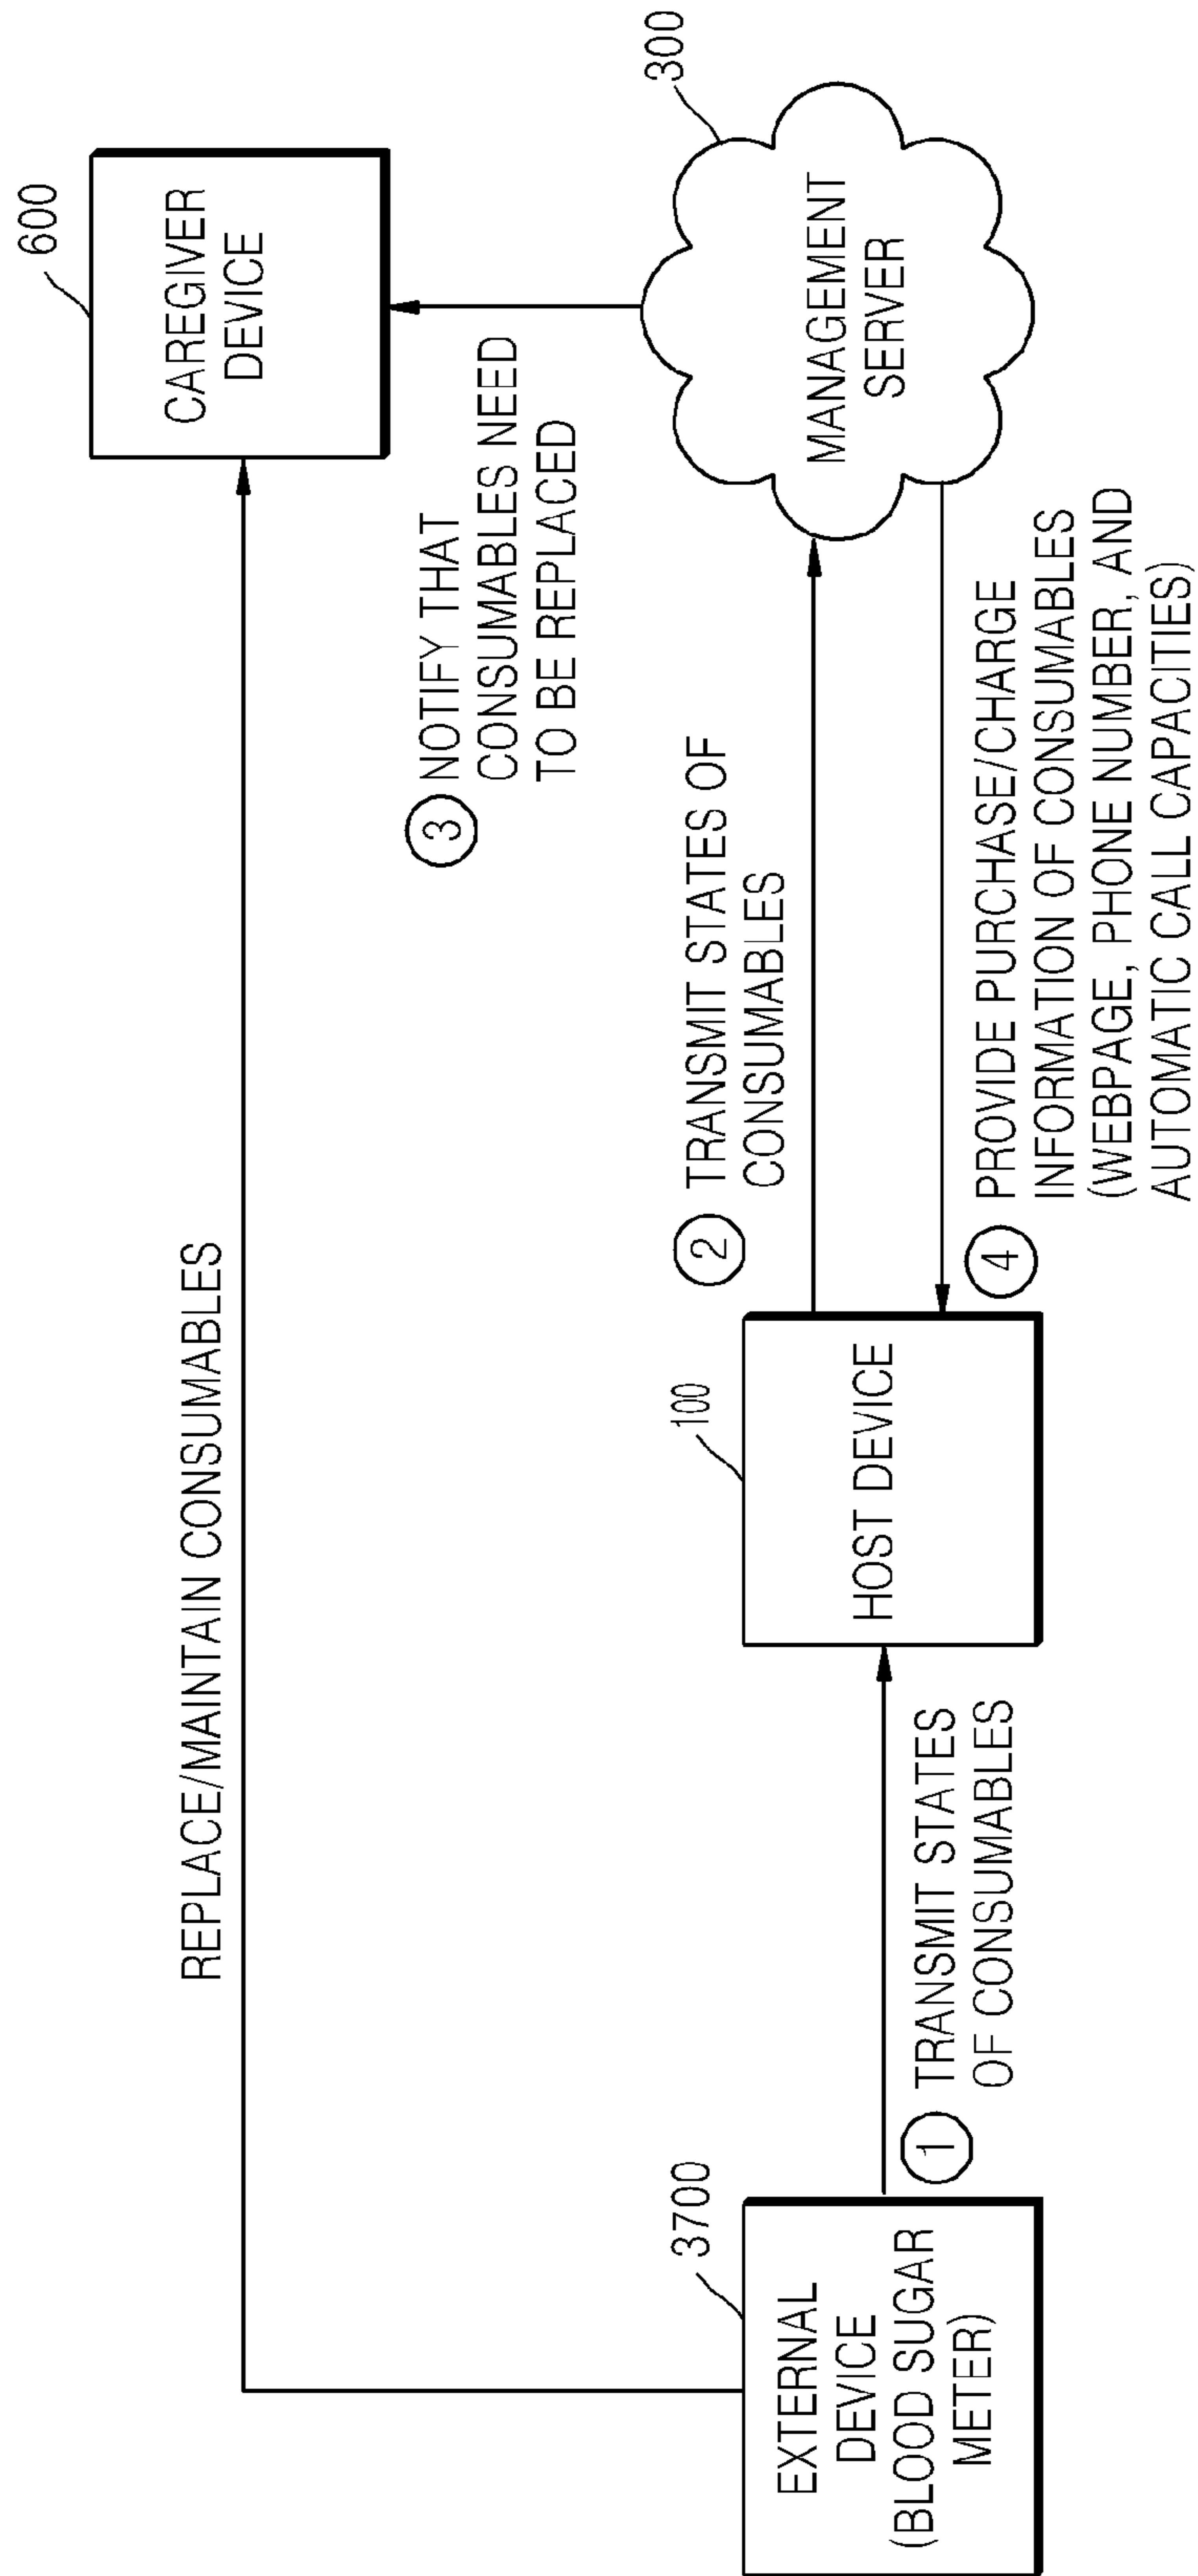 600
CAREGIVER
DEVICE
REPLACE/MAINTAIN CONSUMABLES
3
NOTIFY THAT
CONSUMABLES NEED
TO BE REPLACED
300
MANAGEMENT
SERVER
2
TRANSMIT STATES OF
CONSUMABLES
100
HOST DEVICE
4
PROVIDE PURCHASE/CHARGE
INFORMATION OF CONSUMABLES
(WEBPAGE, PHONE NUMBER, AND
AUTOMATIC CALL CAPACITIES)
3700
EXTERNAL
DEVICE
(BLOOD SUGAR
METER)
1
TRANSMIT STATES
OF CONSUMABLES